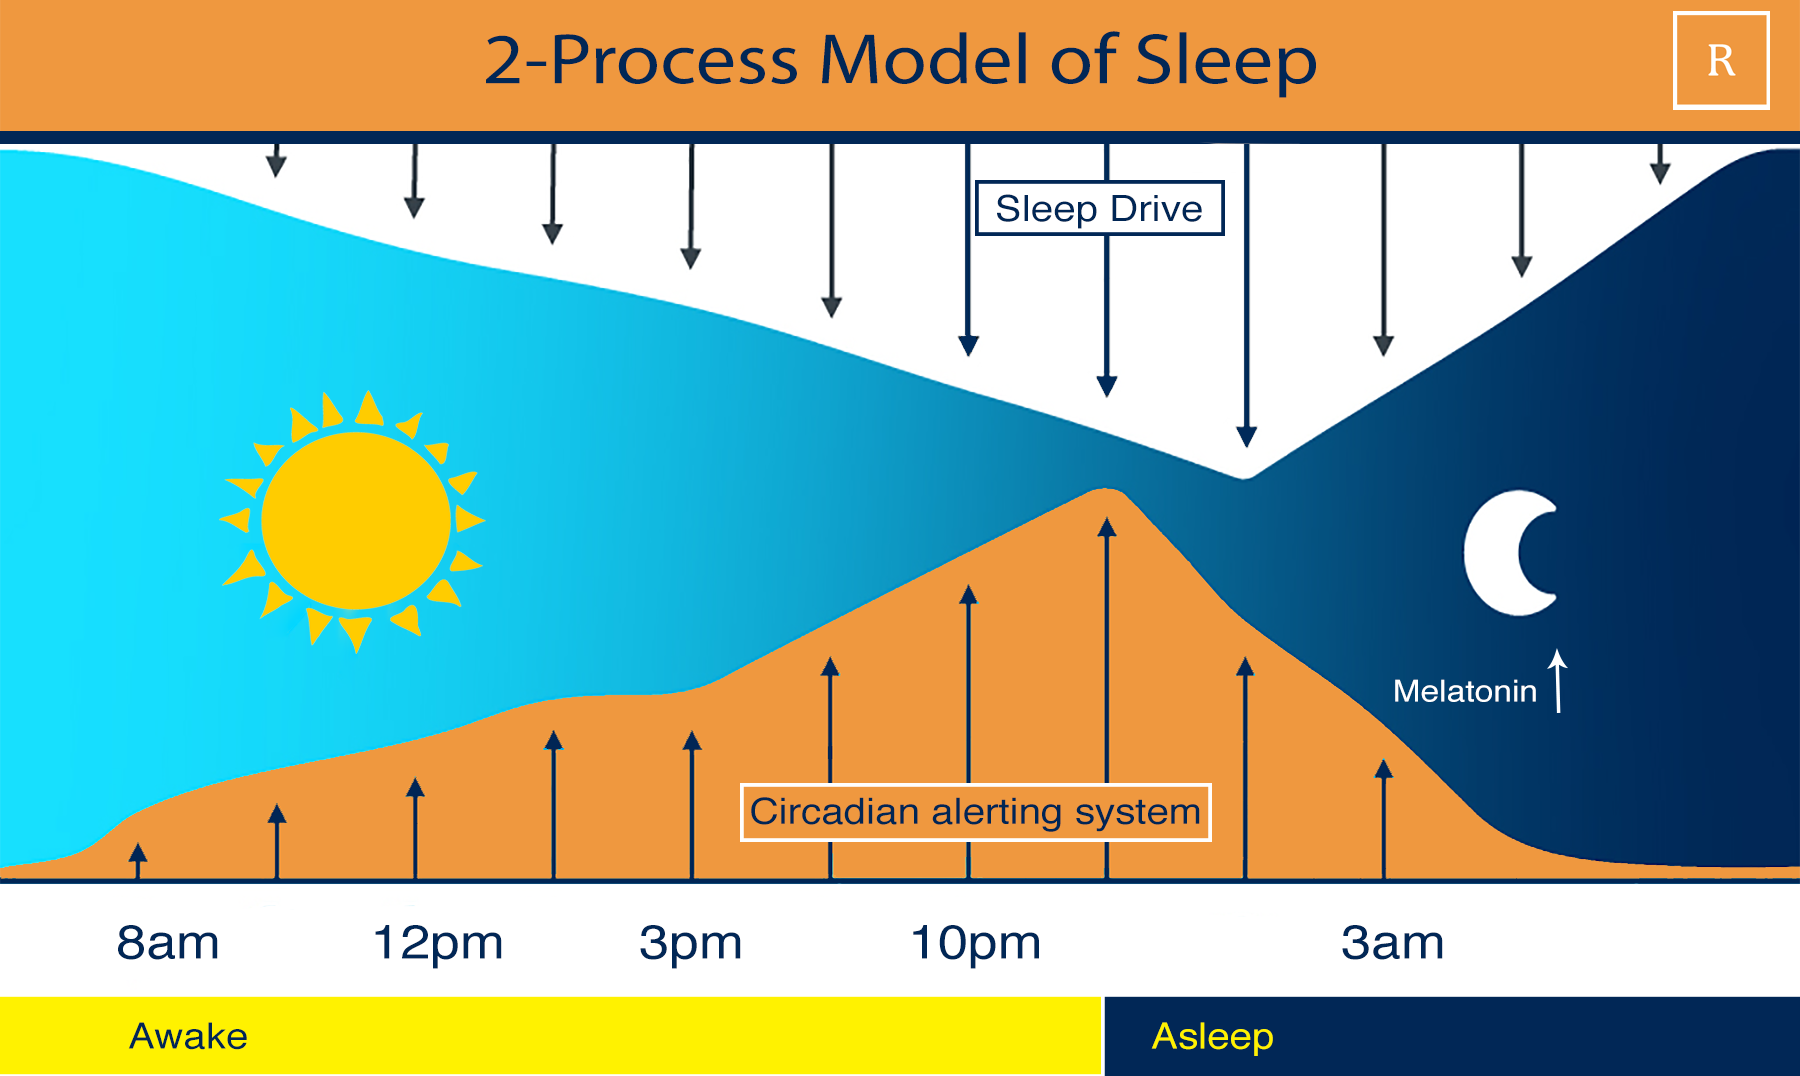 2-Process Model of Sleep
R
Sleep Drive
Melatonin
Circadian alerting system
8am 12pm 3pm 10pm 3am
Awake Asleep